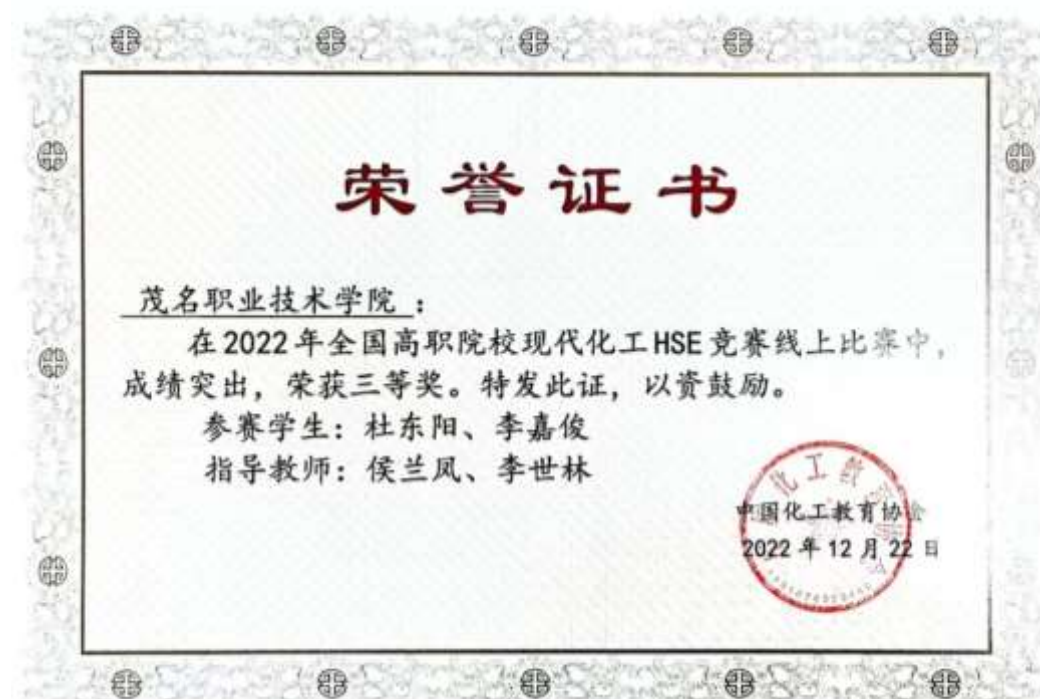 荣誉证书
茂名职业技术学院：
在2022年全国高职院校现代化工HSE竞赛线上比赛中，
成绩突出，荣获三等奖。特发此证，以资鼓励。
参赛学生：杜东阳、李嘉俊
指导教师：侯兰凤、李世林
中国化工教育协会
2022年12月22日